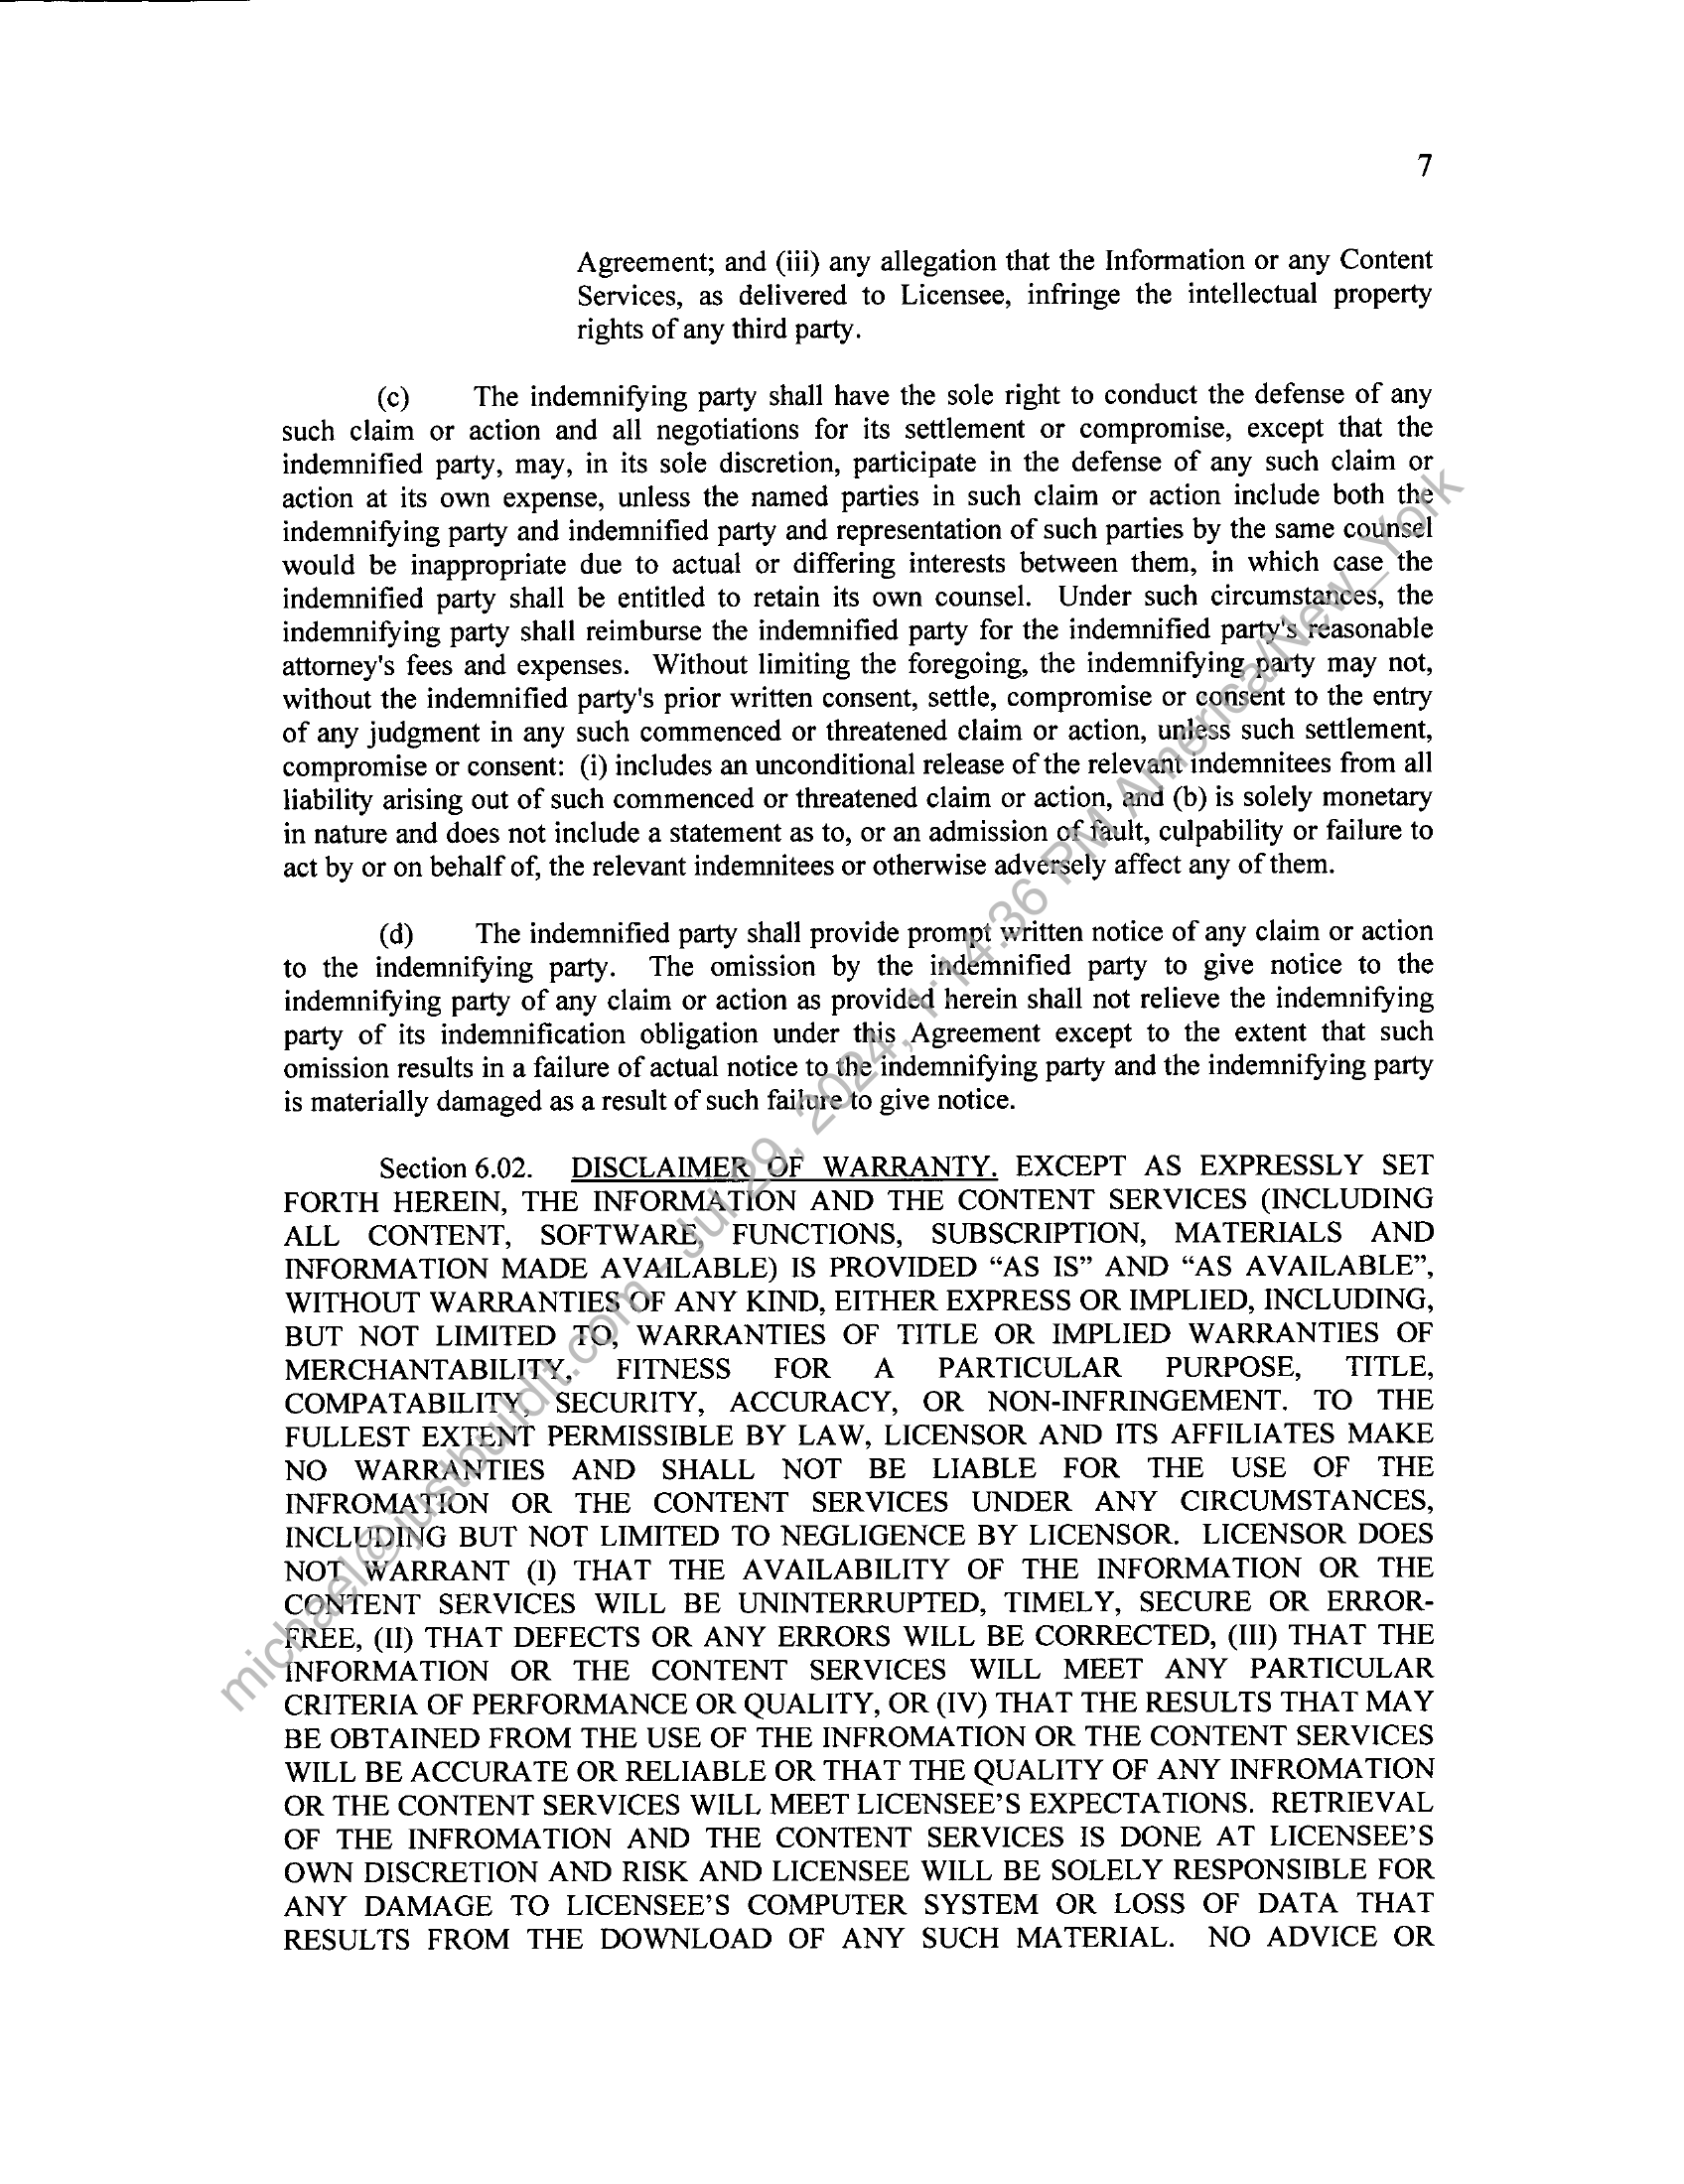 7
Agreement; and (iii) any allegation that the Information or any Content
Services, as delivered to Licensee, infringe the intellectual property
rights of any third party.
(c) The indemnifying party shall have the sole right to conduct the defense of any
such claim or action and all negotiations for its settlement or compromise, except that the
indemnified party, may, in its sole discretion, participate in the defense of any such claim or
action at its own expense, unless the named parties in such claim or action include both the
indemnifying party and indemnified party and representation of such parties by the same counsel
would be inappropriate due to actual or differing interests between them, in which case the
indemnified party shall be entitled to retain its own counsel. Under such circumstances, the
indemnifying party shall reimburse the indemnified party for the indemnified party's reasonable
attorney's fees and expenses. Without limiting the foregoing, the indemnifying party may not,
without the indemnified party's prior written consent, settle, compromise or consent to the entry
of any judgment in any such commenced or threatened claim or action, unless such settlement,
compromise or consent: (i) includes an unconditional release of the relevant indemnitees from all
liability arising out of such commenced or threatened claim or action, and (b) is solely monetary
in nature and does not include a statement as to, or an admission of fault, culpability or failure to
act by or on behalf of, the relevant indemnitees or otherwise adversely affect any of them.
(d) The indemnified party shall provide prompt written notice of any claim or action
to the indemnifying party. The omission by the indemnified party to give notice to the
indemnifying party of any claim or action as provided herein shall not relieve the indemnifying
party of its indemnification obligation under this Agreement except to the extent that such
omission results in a failure of actual notice to the indemnifying party and the indemnifying party
is materially damaged as a result of such failure to give notice.
Section 6.02. DISCLAIMER OF WARRANTY. EXCEPT AS EXPRESSLY SET
FORTH HEREIN, THE INFORMATION AND THE CONTENT SERVICES (INCLUDING
ALL CONTENT, SOFTWARE, FUNCTIONS, SUBSCRIPTION, MATERIALS AND
INFORMATION MADE AVAILABLE) IS PROVIDED “AS IS” AND “AS AVAILABLE”,
WITHOUT WARRANTIES OF ANY KIND, EITHER EXPRESS OR IMPLIED, INCLUDING,
BUT NOT LIMITED TO, WARRANTIES OF TITLE OR IMPLIED WARRANTIES OF
MERCHANTABILITY, FITNESS FOR A PARTICULAR PURPOSE, TITLE,
COMPATABILITY, SECURITY, ACCURACY, OR NON-INFRINGEMENT. TO THE
FULLEST EXTENT PERMISSIBLE BY LAW, LICENSOR AND ITS AFFILIATES MAKE
NO WARRANTIES AND SHALL NOT BE LIABLE FOR THE USE OF THE
INFROMATION OR THE CONTENT SERVICES UNDER ANY CIRCUMSTANCES,
INCLUDING BUT NOT LIMITED TO NEGLIGENCE BY LICENSOR. LICENSOR DOES
NOT WARRANT (I) THAT THE AVAILABILITY OF THE INFORMATION OR THE
CONTENT SERVICES WILL BE UNINTERRUPTED, TIMELY, SECURE OR ERROR-
FREE, (II) THAT DEFECTS OR ANY ERRORS WILL BE CORRECTED, (III) THAT THE
INFORMATION OR THE CONTENT SERVICES WILL MEET ANY PARTICULAR
CRITERIA OF PERFORMANCE OR QUALITY, OR (IV) THAT THE RESULTS THAT MAY
BE OBTAINED FROM THE USE OF THE INFROMATION OR THE CONTENT SERVICES
WILL BE ACCURATE OR RELIABLE OR THAT THE QUALITY OF ANY INFROMATION
OR THE CONTENT SERVICES WILL MEET LICENSEE’S EXPECTATIONS. RETRIEVAL
OF THE INFROMATION AND THE CONTENT SERVICES IS DONE AT LICENSEE’S
OWN DISCRETION AND RISK AND LICENSEE WILL BE SOLELY RESPONSIBLE FOR
ANY DAMAGE TO LICENSEE’S COMPUTER SYSTEM OR LOSS OF DATA THAT
RESULTS FROM THE DOWNLOAD OF ANY SUCH MATERIAL. NO ADVICE OR
michael@justbuildit.com - Jul 29, 2024, 1:14:36 PM America/New_York